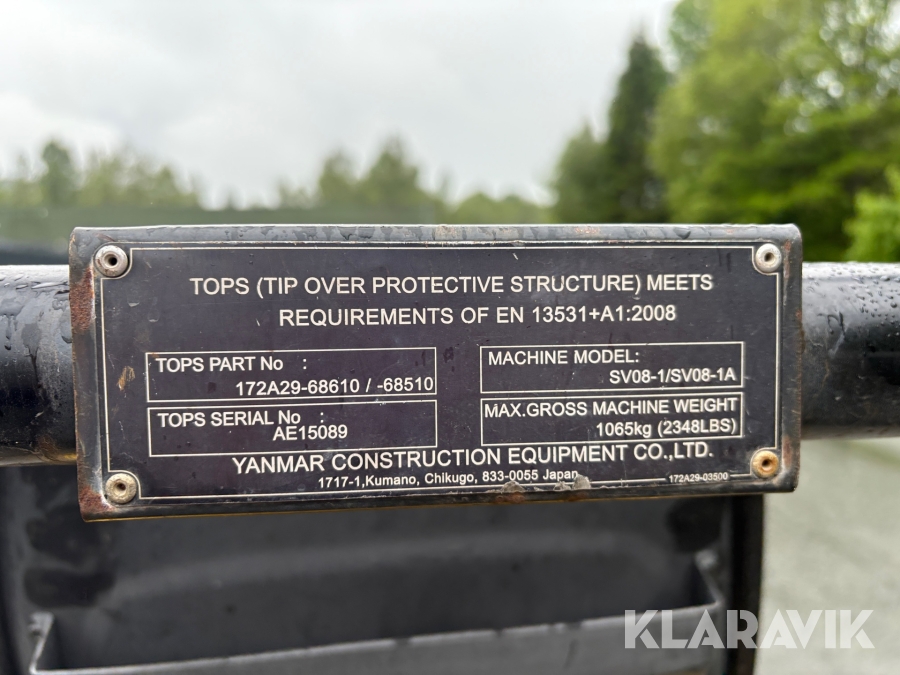 TOPS (TIP OVER PROTECTIVE STRUCTURE) MEETS
REQUIREMENTS OF EN 13531+A1:2008
TOPS PART No :
172A29-68610 / -68510
MACHINE MODEL:
SV08-1/SV08-1A
TOPS SERIAL No :
AE15089
MAX.GROSS MACHINE WEIGHT
1065kg (2348LBS)
YANMAR CONSTRUCTION EQUIPMENT CO.,LTD.
1717-1,Kumano, Chikugo, 833-0055 Japan
172A29-03500
KLARAVIK